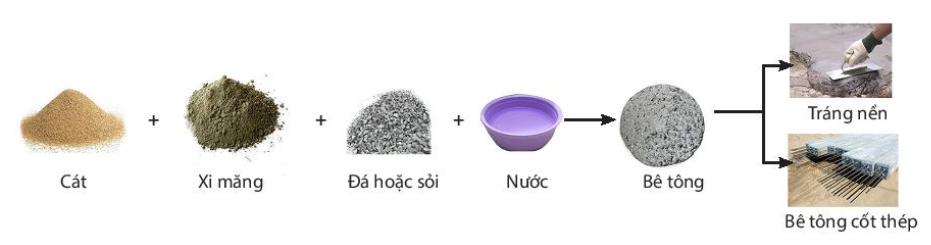 Cát
Xi măng
Đá hoặc sỏi
Nước
Bê tông
Tráng nền
Bê tông cốt thép